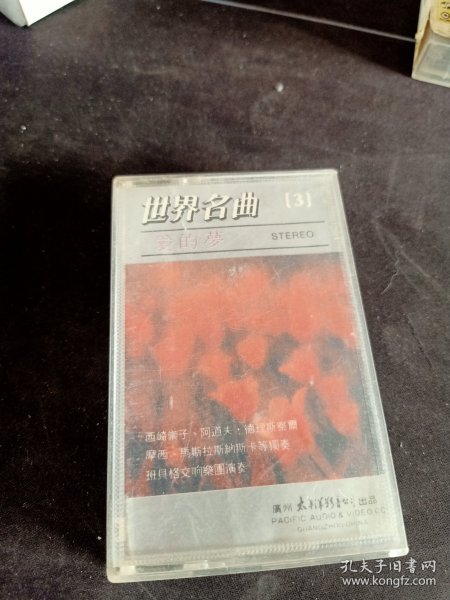 世界名曲 [3]
愛的夢 STEREO
西崎崇子、阿道夫·德理斯察爾
摩西、馬斯拉斯納斯卡等獨奏
班貝格交响樂團演奏
廣州太平洋影音公司出品
PACIFIC AUDIO & VIDEO CO
GUANGZHOU CHINA
孔夫子旧书网
www.kongfz.com